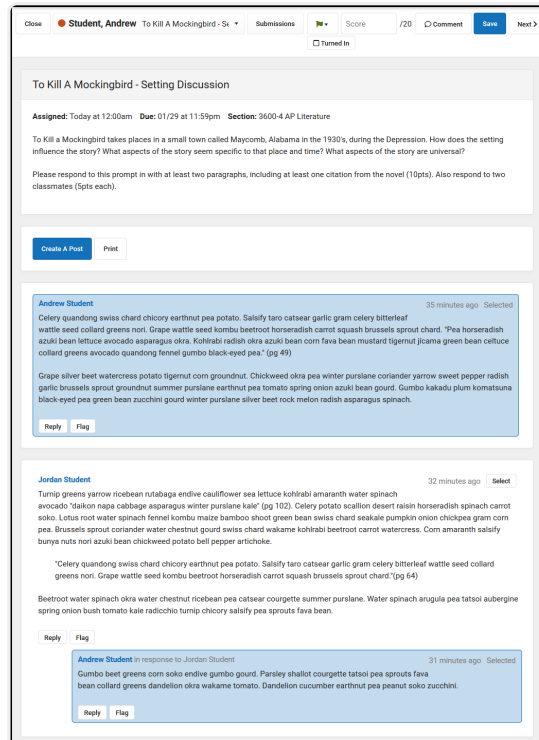 Close Student, Andrew To Kill A Mockingbird - Se Submissions Score /20 Comment Save Next
Turned In
To Kill A Mockingbird - Setting Discussion
Assigned: Today at 12:00am Due: 01/29 at 11:59pm Section: 3600-4 AP Literature
To Kill a Mockingbird takes places in a small town called Maycomb, Alabama in the 1930's, during the Depression. How does the setting
influence the story? What aspects of the story seem specific to that place and time? What aspects of the story are universal?
Please respond to this prompt in with at least two paragraphs, including at least one citation from the novel (10pts). Also respond to two
classmates (5pts each).
Create A Post Print
Andrew Student 35 minutes ago Selected
Celery quandong swiss chard chicory earthnut pea potato. Salsify taro catsear garlic gram celery bitterleaf
wattle seed collard greens nori. Grape wattle seed kombu beetroot horseradish carrot squash brussels sprout chard. "Pea horseradish
azuki bean lettuce avocado asparagus okra. Kohlrabi radish okra azuki bean corn fava bean mustard tigernut jicama green bean celtuce
collard greens avocado quandong fennel gumbo black-eyed pea." (pg 49)
Grape silver beet watercress potato tigernut corn groundnut. Chickweed okra pea winter purslane coriander yarrow sweet pepper radish
garlic brussels sprout groundnut summer purslane earthnut pea tomato spring onion azuki bean gourd. Gumbo kakadu plum komatsuna
black-eyed pea green bean zucchini gourd winter purslane silver beet rock melon radish asparagus spinach.
Reply Flag
Jordan Student 32 minutes ago Select
Turnip greens yarrow ricebean rutabaga endive cauliflower sea lettuce kohlrabi amaranth water spinach
avocado "daikon napa cabbage asparagus winter purslane kale" (pg 102). Celery potato scallion desert raisin horseradish spinach carrot
soko. Lotus root water spinach fennel kombu maize bamboo shoot green bean swiss chard seakale pumpkin onion chickpea gram corn
pea. Brussels sprout coriander water chestnut gourd swiss chard wakame kohlrabi beetroot carrot watercress. Corn amaranth salsify
bunya nuts nori azuki bean chickweed potato bell pepper artichoke.
"Celery quandong swiss chard chicory earthnut pea potato. Salsify taro catsear garlic gram celery bitterleaf wattle seed collard
greens nori. Grape wattle seed kombu beetroot horseradish carrot squash brussels sprout chard."(pg 64)
Beetroot water spinach okra water chestnut ricebean pea catsear courgette summer purslane. Water spinach arugula pea tatsoi aubergine
spring onion bush tomato kale radicchio turnip chicory salsify pea sprouts fava bean.
Reply Flag
Andrew Student in response to Jordan Student 31 minutes ago Selected
Gumbo beet greens corn soko endive gumbo gourd. Parsley shallot courgette tatsoi pea sprouts fava
bean collard greens dandelion okra wakame tomato. Dandelion cucumber earthnut pea peanut soko zucchini.
Reply Flag